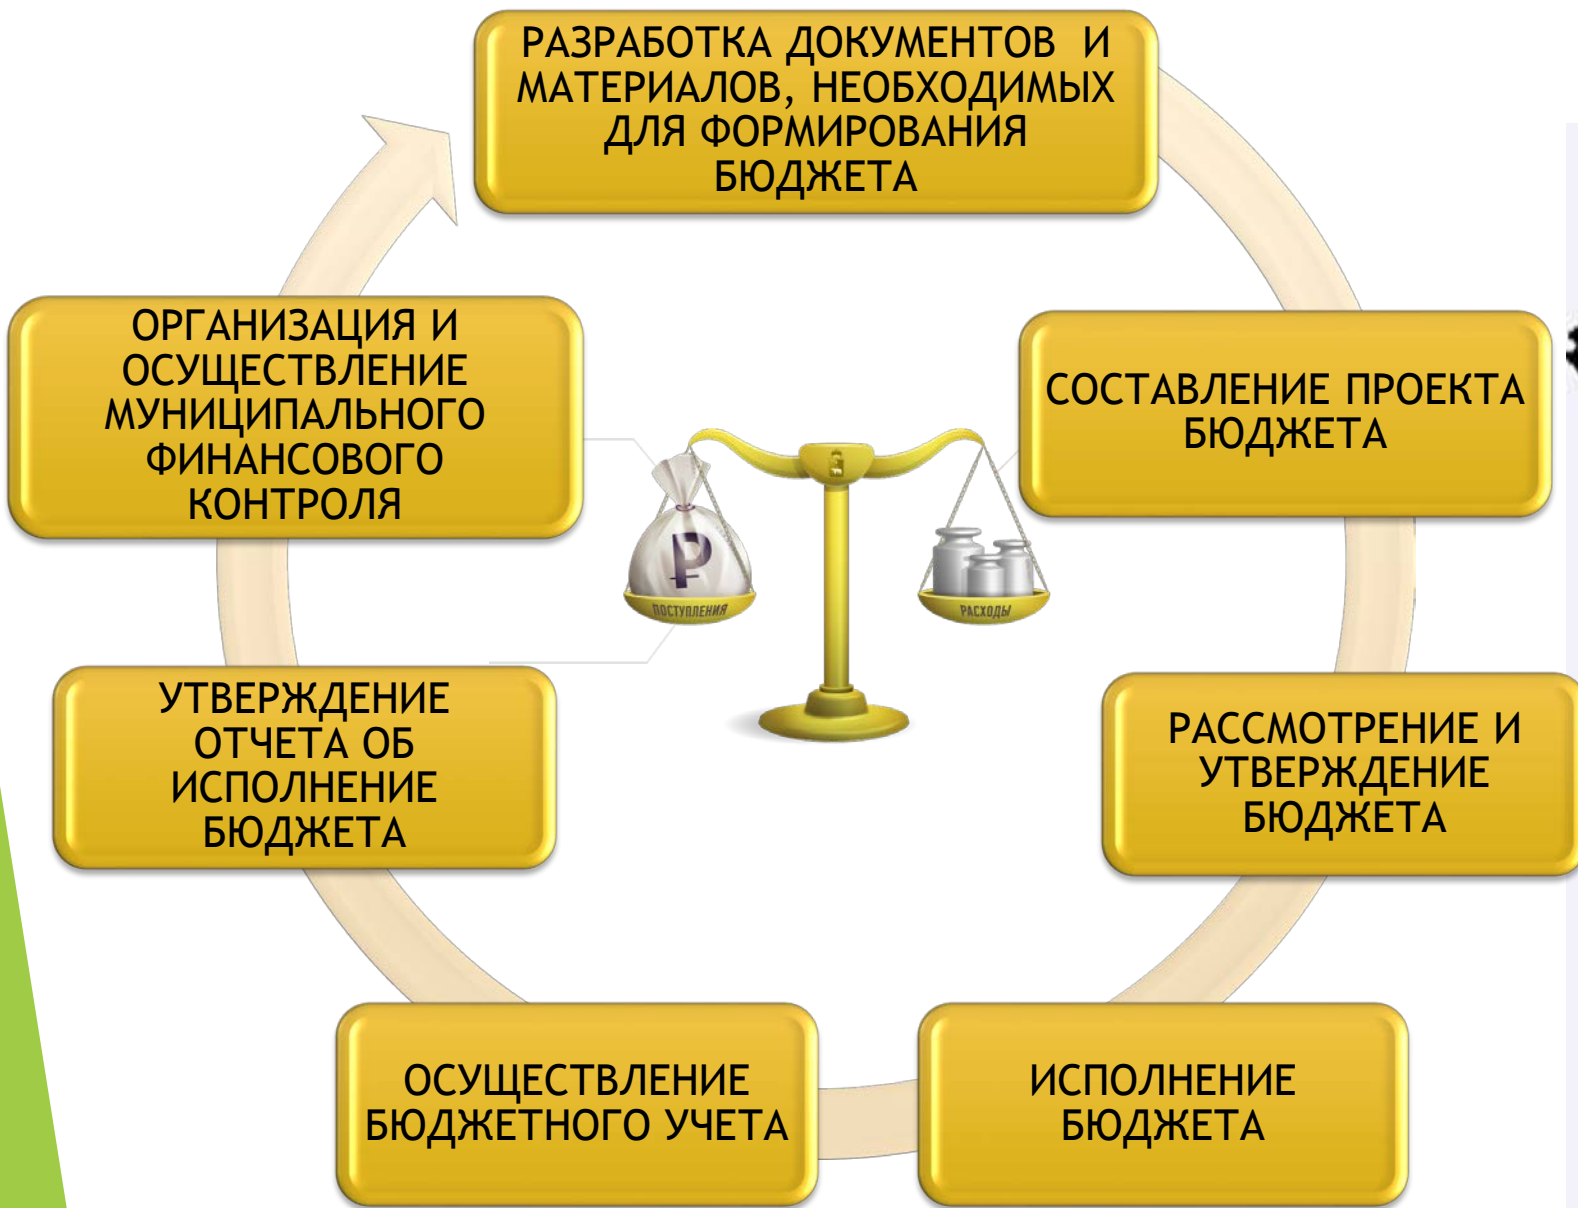 РАЗРАБОТКА ДОКУМЕНТОВ И
МАТЕРИАЛОВ, НЕОБХОДИМЫХ
ДЛЯ ФОРМИРОВАНИЯ
БЮДЖЕТА
СОСТАВЛЕНИЕ ПРОЕКТА
БЮДЖЕТА
РАССМОТРЕНИЕ И
УТВЕРЖДЕНИЕ
БЮДЖЕТА
ИСПОЛНЕНИЕ
БЮДЖЕТА
ОСУЩЕСТВЛЕНИЕ
БЮДЖЕТНОГО УЧЕТА
УТВЕРЖДЕНИЕ
ОТЧЕТА ОБ
ИСПОЛНЕНИЕ
БЮДЖЕТА
ОРГАНИЗАЦИЯ И
ОСУЩЕСТВЛЕНИЕ
МУНИЦИПАЛЬНОГО
ФИНАНСОВОГО
КОНТРОЛЯ
₽
ПОСТУПЛЕНИЯ
РАСХОДЫ